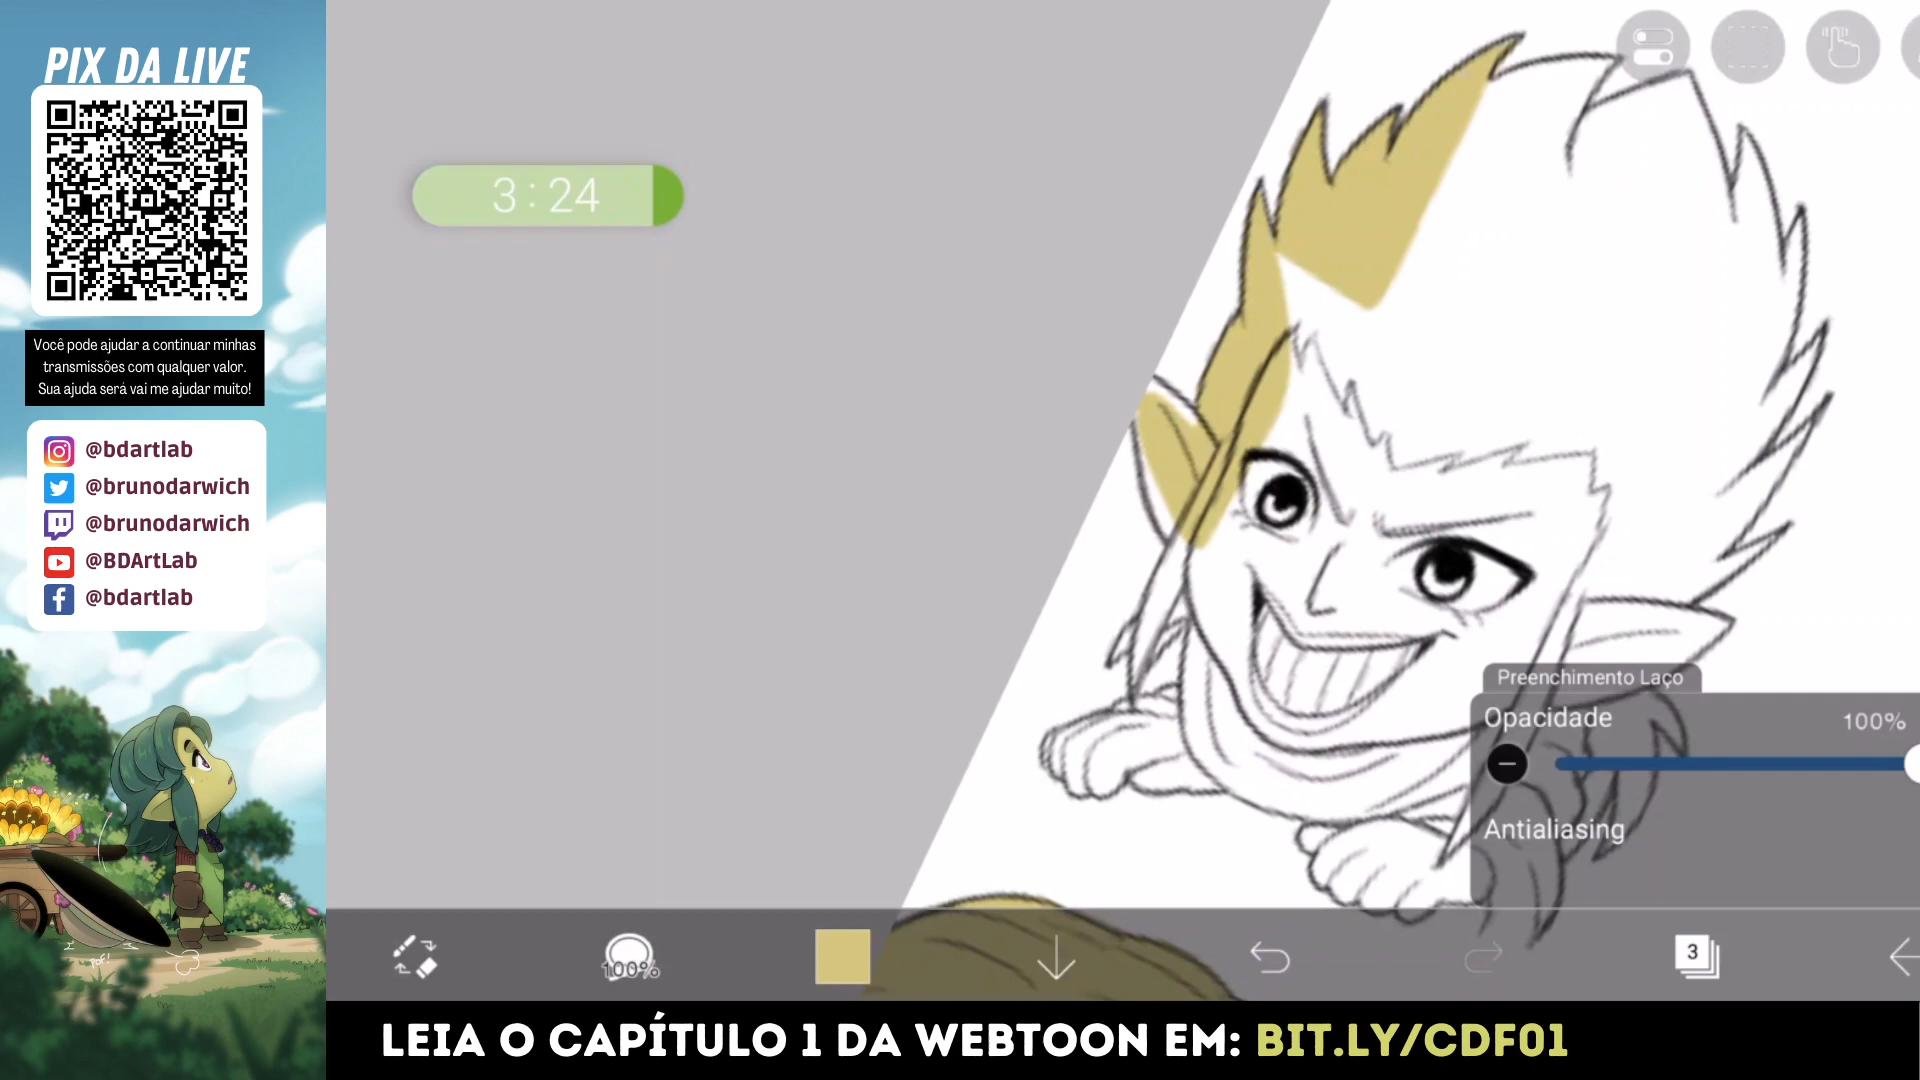 PIX DA LIVE
Você pode ajudar a continuar minhas
transmissões com qualquer valor.
Sua ajuda será vai me ajudar muito!
@bdartlab
@brunodarwich
@brunodarwich
@BDArtLab
@bdartlab
POF!
3:24
Preenchimento Laço
Opacidade 100%
Antialiasing
100%
3
LEIA O CAPÍTULO 1 DA WEBTOON EM: BIT.LY/CDF01